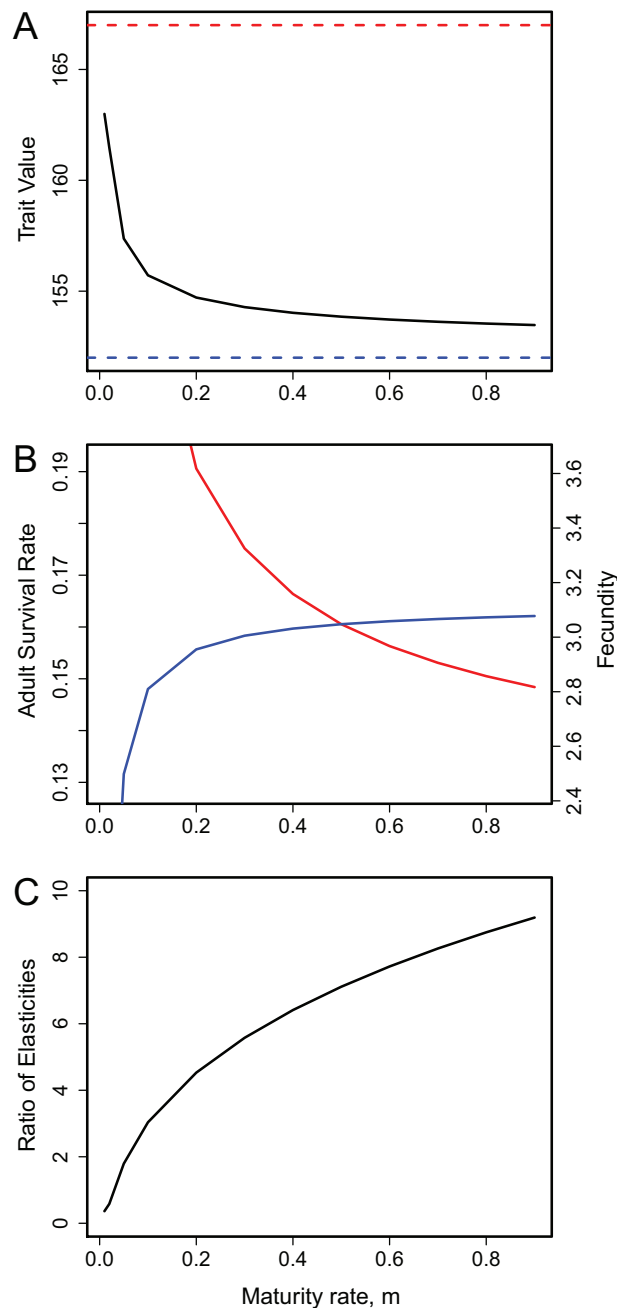 A
Trait Value
165
160
155
0.0 0.2 0.4 0.6 0.8
B
Adult Survival Rate
0.19
0.17
0.15
0.13
Fecundity
3.6
3.4
3.2
3.0
2.8
2.6
2.4
0.0 0.2 0.4 0.6 0.8
C
Ratio of Elasticities
10
8
6
4
2
0
0.0 0.2 0.4 0.6 0.8
Maturity rate, m